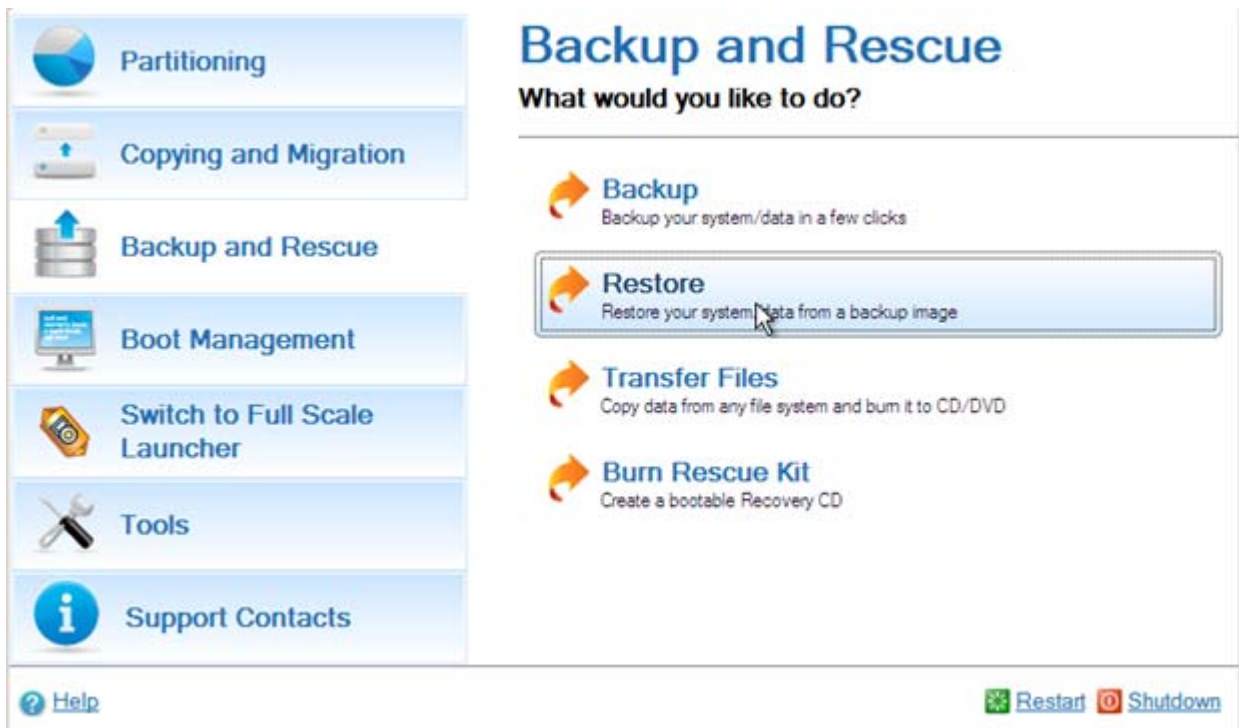 Partitioning
Copying and Migration
Backup and Rescue
Boot Management
Switch to Full Scale
Launcher
Tools
Support Contacts
Backup and Rescue
What would you like to do?
Backup
Backup your system/data in a few clicks
Restore
Restore your system/data from a backup image
Transfer Files
Copy data from any file system and burn it to CD/DVD
Burn Rescue Kit
Create a bootable Recovery CD
Help
Restart
Shutdown